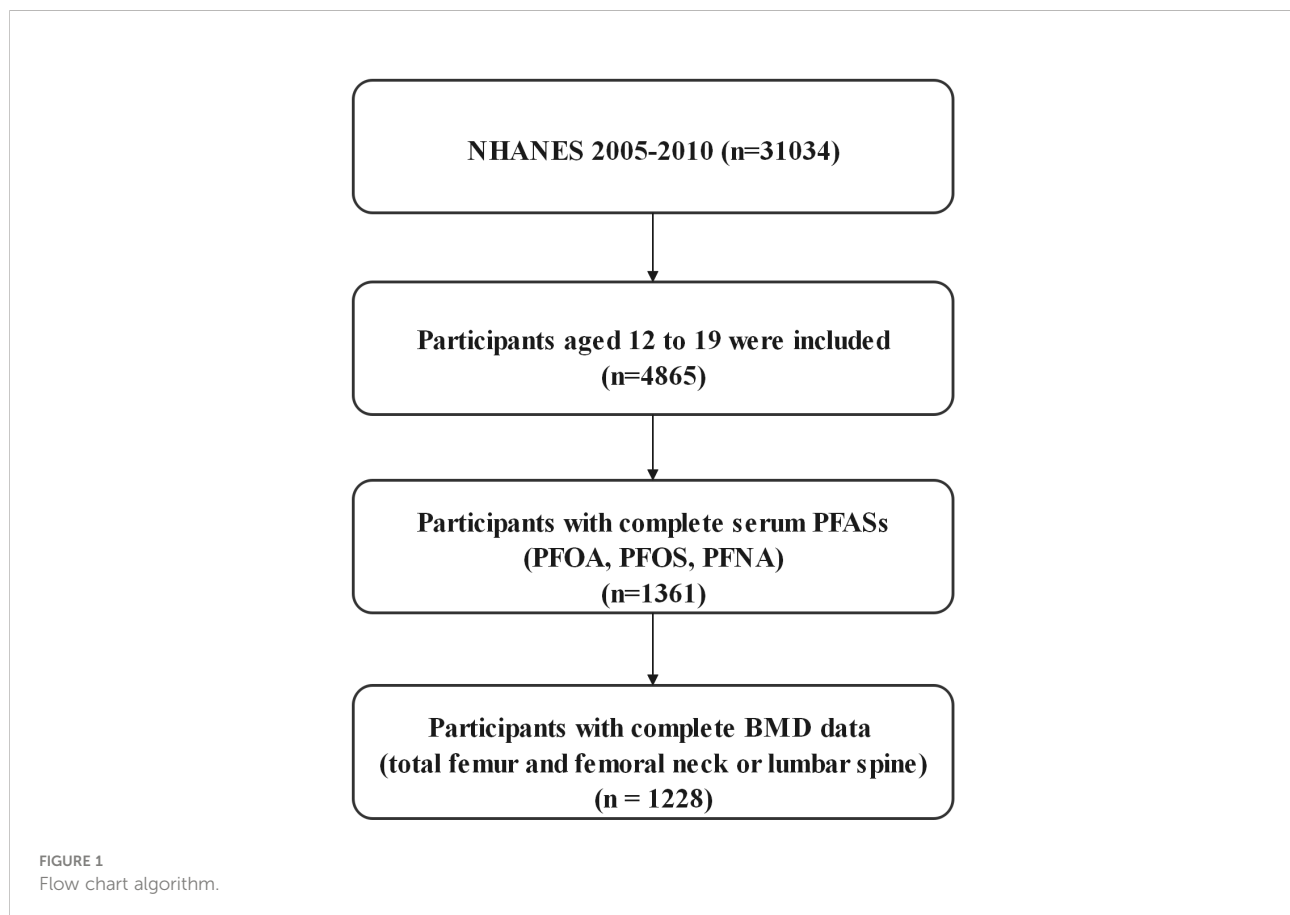 NHANES 2005-2010 (n=31034)
Participants aged 12 to 19 were included
(n=4865)
Participants with complete serum PFASs
(PFOA, PFOS, PFNA)
(n=1361)
Participants with complete BMD data
(total femur and femoral neck or lumbar spine)
(n = 1228)
FIGURE 1
Flow chart algorithm.